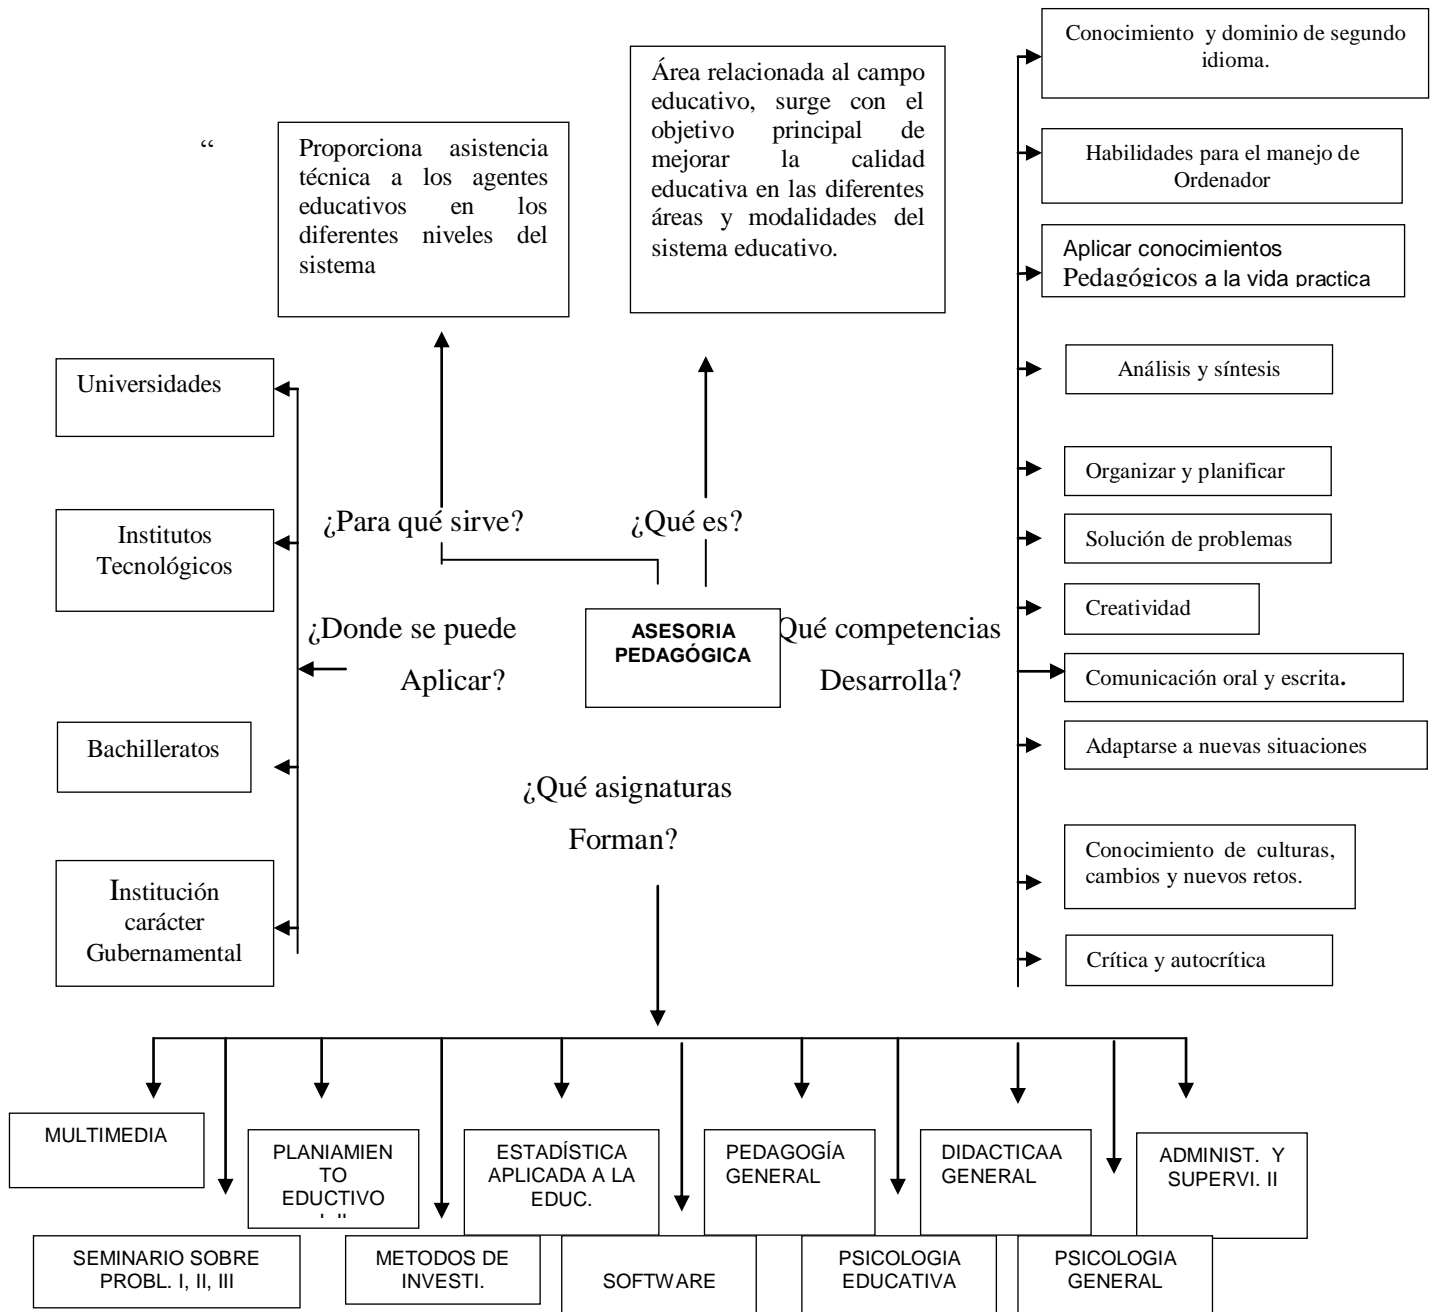 “
Proporciona asistencia
técnica a los agentes
educativos en los
diferentes niveles del
sistema
Área relacionada al campo
educativo, surge con el
objetivo principal de
mejorar la calidad
educativa en las diferentes
áreas y modalidades del
sistema educativo.
Conocimiento y dominio de segundo
idioma.
Habilidades para el manejo de
Ordenador
Aplicar conocimientos
Pedagógicos a la vida practica
Análisis y síntesis
Organizar y planificar
Solución de problemas
Creatividad
Comunicación oral y escrita.
Adaptarse a nuevas situaciones
Conocimiento de culturas,
cambios y nuevos retos.
Crítica y autocrítica
Universidades
Institutos
Tecnológicos
Bachilleratos
Institución
carácter
Gubernamental
¿Para qué sirve?
¿Qué es?
¿Donde se puede
Aplicar?
ASESORIA
PEDAGÓGICA
Qué competencias
Desarrolla?
¿Qué asignaturas
Forman?
MULTIMEDIA
PLANIAMIEN
TO
EDUCTIVO
ESTADÍSTICA
APLICADA A LA
EDUC.
PEDAGOGÍA
GENERAL
DIDACTICAA
GENERAL
ADMINIST. Y
SUPERVI. II
SEMINARIO SOBRE
PROBL. I, II, III
METODOS DE
INVESTI.
SOFTWARE
PSICOLOGIA
EDUCATIVA
PSICOLOGIA
GENERAL